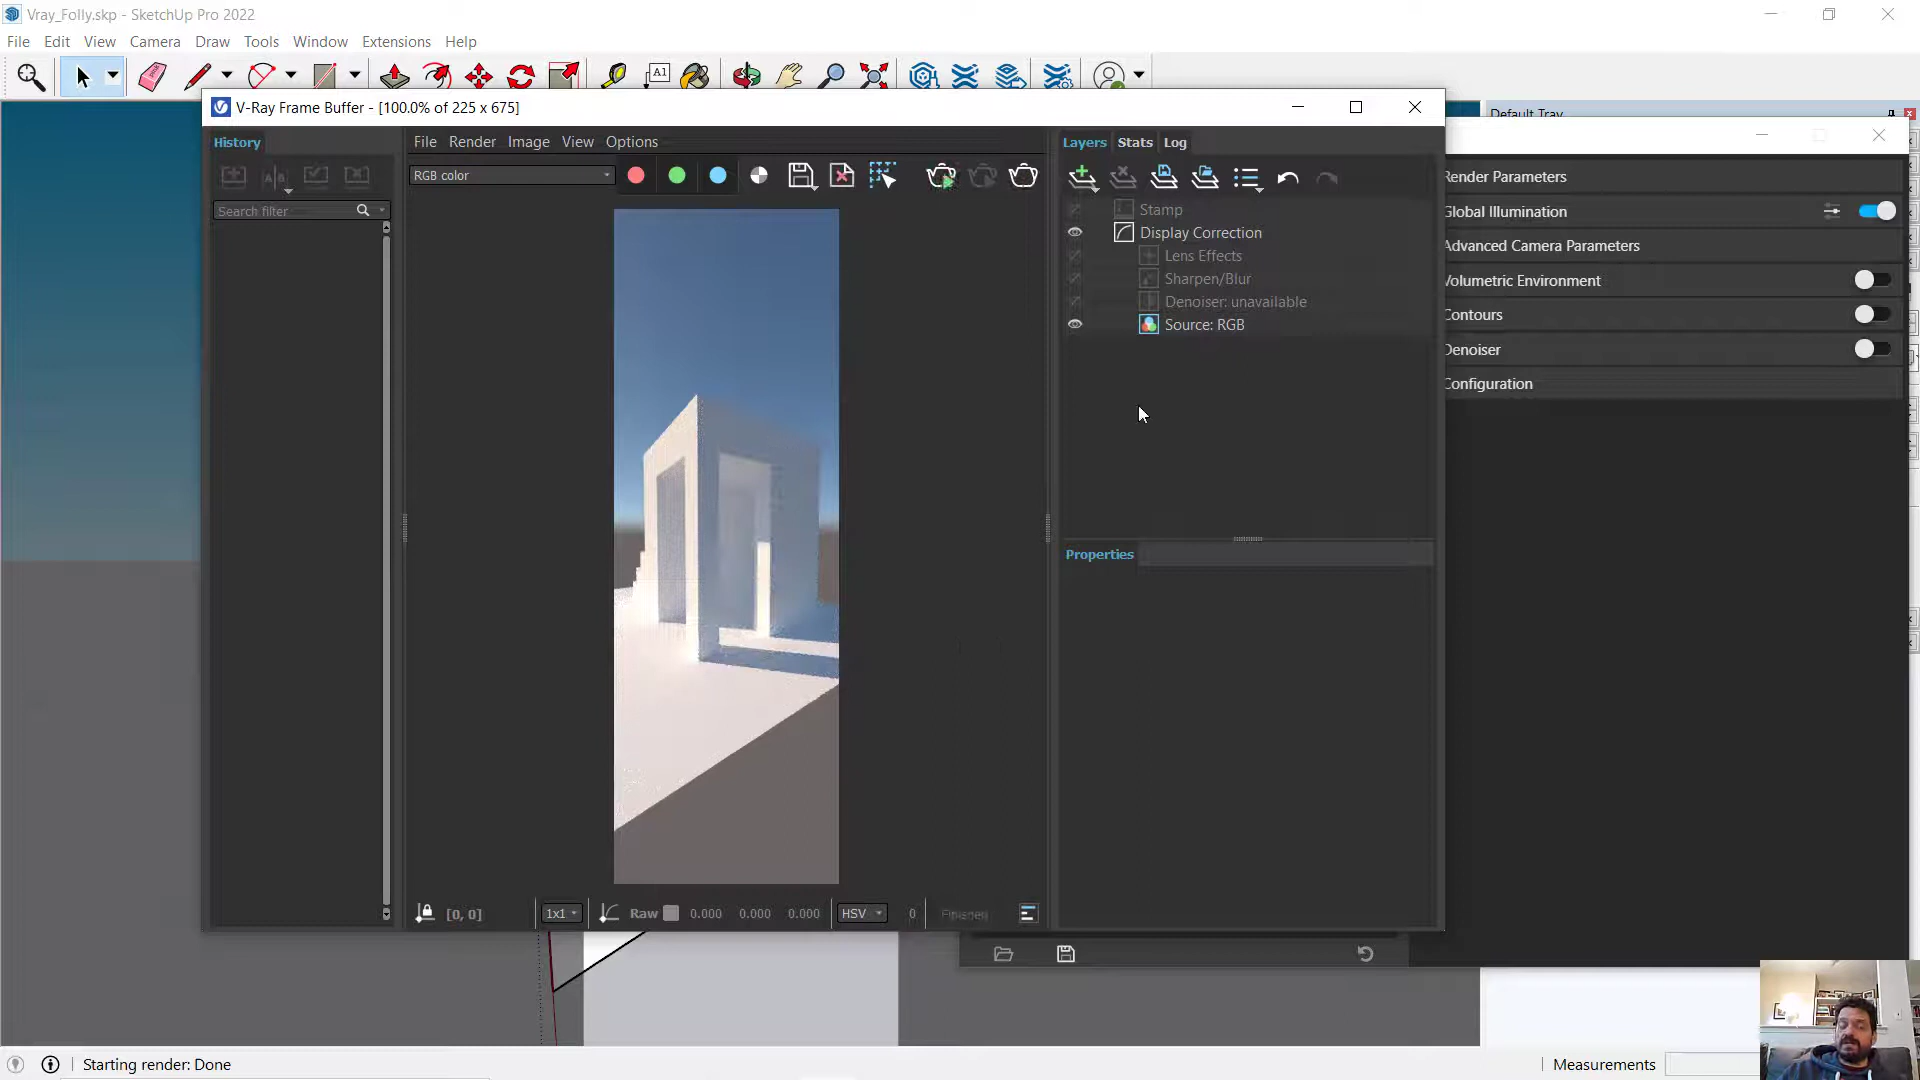 Vray_Folly.skp - SketchUp Pro 2022
File Edit View Camera Draw Tools Window Extensions Help
A1
V-Ray Frame Buffer - [100.0% of 225 x 675]
Default Tray
History
File Render Image View Options
Layers Stats Log
RGB color
Search filter
Stamp
Display Correction
Lens Effects
Sharpen/Blur
Denoiser: unavailable
Source: RGB
Render Parameters
Global Illumination
Advanced Camera Parameters
Volumetric Environment
Contours
Denoiser
Configuration
Properties
[0, 0]
1x1
Raw
0.000 0.000 0.000
HSV
0
Finished
Starting render: Done
Measurements